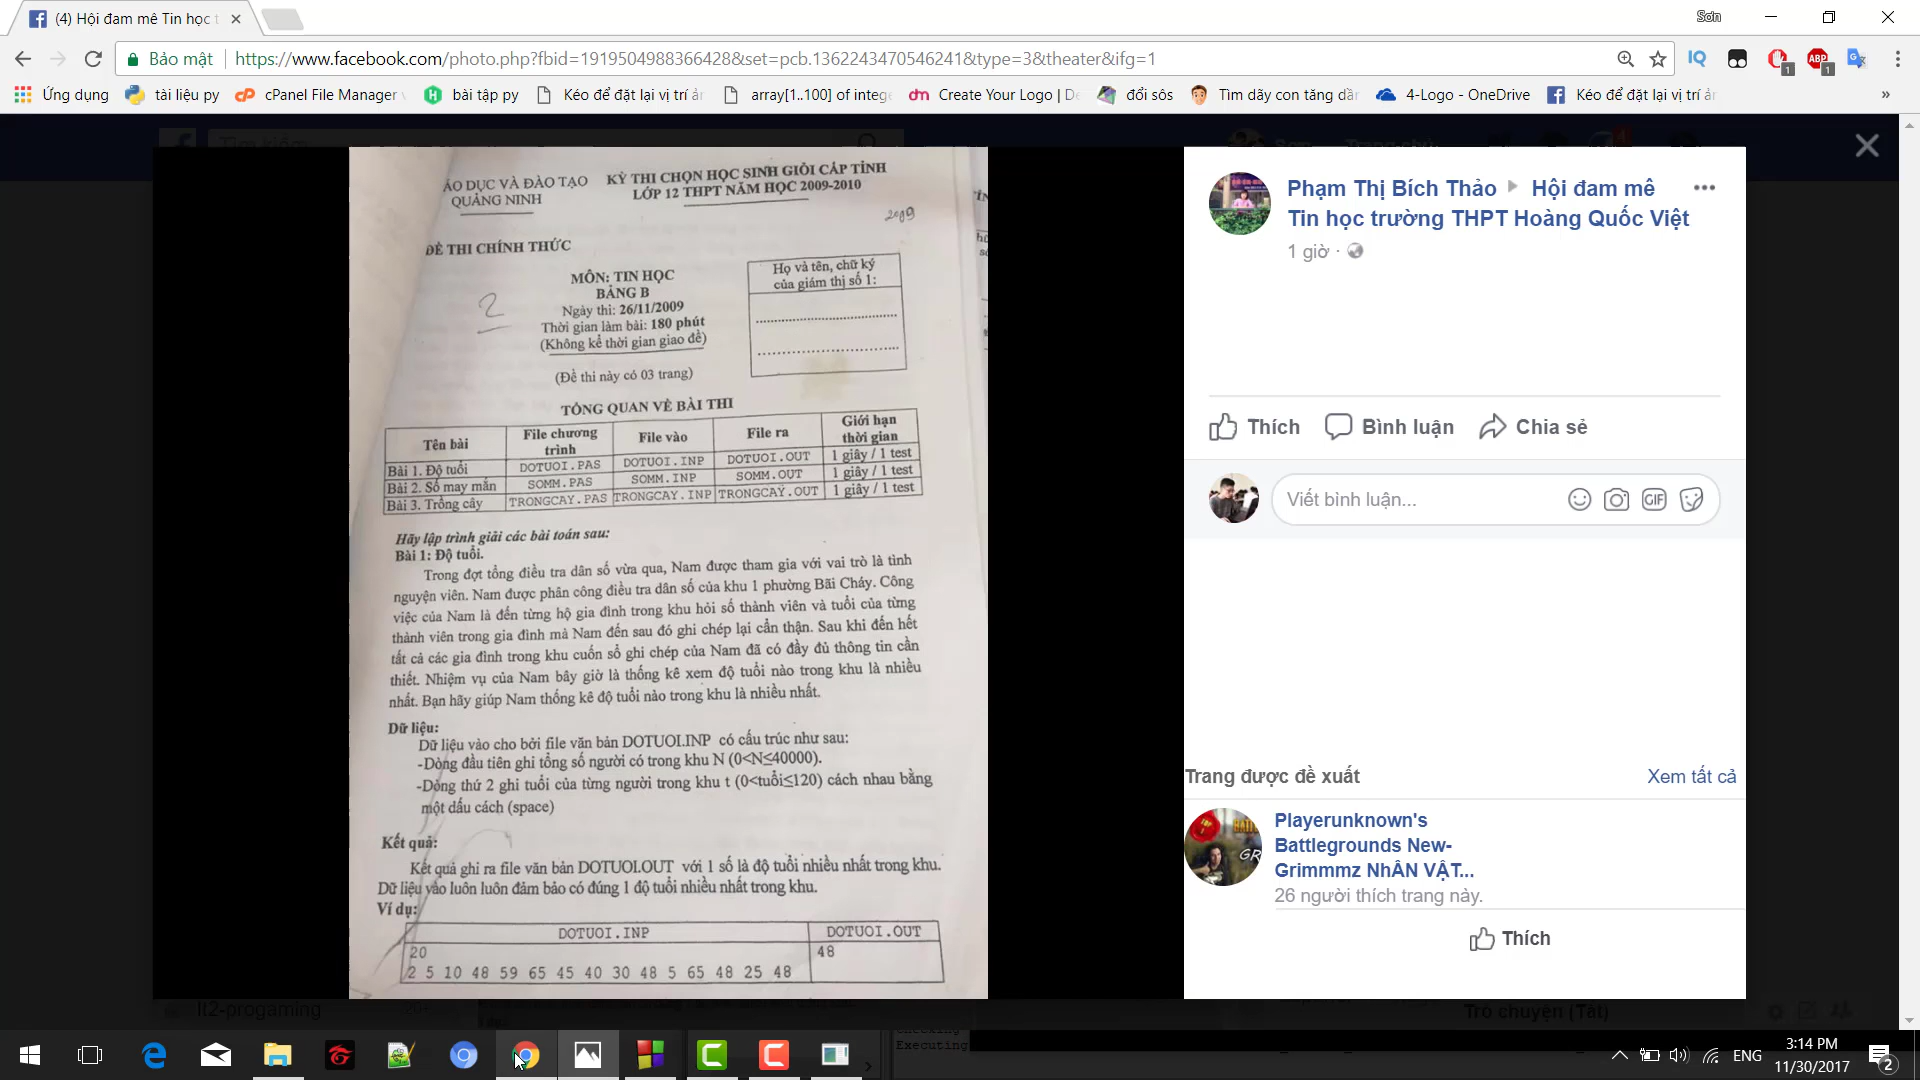 (4) Hội đam mê Tin học t
Sơn
Bảo mật
https://www.facebook.com/photo.php?fbid=1919504988366428&set=pcb.1362243470546241&type=3&theater&ifg=1
1
ABP
1
Ứng dụng
tài liệu py
cPanel File Manager
bài tập py
Kéo để đặt lại vị trí ản
array[1..100] of intege
dm Create Your Logo | De
đổi sôs
Tìm dãy con tăng dần
4-Logo - OneDrive
Kéo để đặt lại vị trí ản
Tìm kiếm
ÁO DỤC VÀ ĐÀO TẠO
QUẢNG NINH
KỲ THI CHỌN HỌC SINH GIỎI CẤP TỈNH
LỚP 12 THPT NĂM HỌC 2009-2010
2009
ĐỀ THI CHÍNH THỨC
2
MÔN: TIN HỌC
BẢNG B
Ngày thi: 26/11/2009
Thời gian làm bài: 180 phút
(Không kể thời gian giao đề)
(Đề thi này có 03 trang)
Họ và tên, chữ ký
của giám thị số 1:
TỔNG QUAN VỀ BÀI THI
Tên bài File chương trình File vào File ra Giới hạn thời gian
Bài 1. Độ tuổi DOTUOI.PAS DOTUOI.INP DOTUOI.OUT 1 giây / 1 test
Bài 2. Số may mắn SOMM.PAS SOMM.INP SOMM.OUT 1 giây / 1 test
Bài 3. Trồng cây TRONGCAY.PAS TRONGCAY.INP TRONGCAY.OUT 1 giây / 1 test
Hãy lập trình giải các bài toán sau:
Bài 1: Độ tuổi.
Trong đợt tổng điều tra dân số vừa qua, Nam được tham gia với vai trò là tình
nguyện viên. Nam được phân công điều tra dân số của khu 1 phường Bãi Cháy. Công
việc của Nam là đến từng hộ gia đình trong khu hỏi số thành viên và tuổi của từng
thành viên trong gia đình mà Nam đến sau đó ghi chép lại cẩn thận. Sau khi đến hết
tất cả các gia đình trong khu cuốn sổ ghi chép của Nam đã có đầy đủ thông tin cần
thiết. Nhiệm vụ của Nam bây giờ là thống kê xem độ tuổi nào trong khu là nhiều
nhất. Bạn hãy giúp Nam thống kê độ tuổi nào trong khu là nhiều nhất.
Dữ liệu:
Dữ liệu vào cho bởi file văn bản DOTUOI.INP có cấu trúc như sau:
-Dòng đầu tiên ghi tổng số người có trong khu N (0<N≤40000).
-Dòng thứ 2 ghi tuổi của từng người trong khu t (0<tuổi≤120) cách nhau bằng
một dấu cách (space)
Kết quả:
Kết quả ghi ra file văn bản DOTUOI.OUT với 1 số là độ tuổi nhiều nhất trong khu.
Dữ liệu vào luôn luôn đảm bảo có đúng 1 độ tuổi nhiều nhất trong khu.
Ví dụ:
DOTUOI.INP DOTUOI.OUT
20 48
2 5 10 48 59 65 45 40 30 48 5 65 48 25 48
Phạm Thị Bích Thảo ▸ Hội đam mê
Tin học trường THPT Hoàng Quốc Việt
1 giờ ·
Thích Bình luận Chia sẻ
Viết bình luận...
GIF
Trang được đề xuất
Xem tất cả
Playerunknown's
Battlegrounds New-
Grimmmz NhÂN VẬT...
26 người thích trang này.
Thích
It2-progaming
Trò chuyện (Tắt)
Executing
ENG
3:14 PM
11/30/2017
2